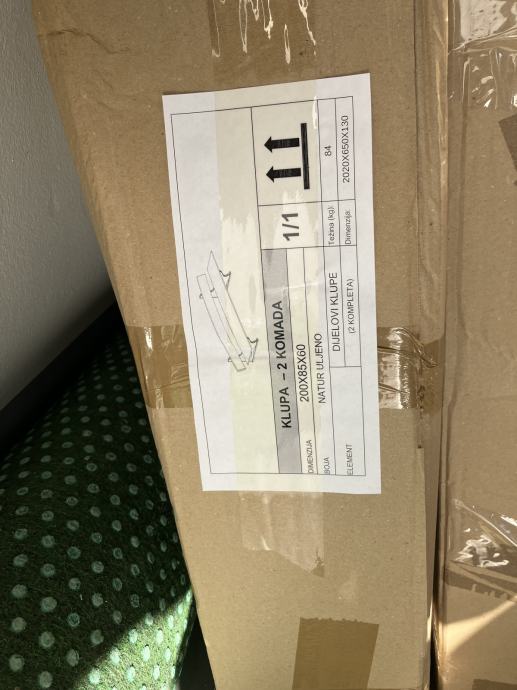 KLUPA – 2 KOMADA
1/1
DIMENZIJA
200X85X60
BOJA
NATUR ULJENO
Težina (kg):
84
ELEMENT
DIJELOVI KLUPE
(2 KOMPLETA)
Dimenzija:
2020X650X130